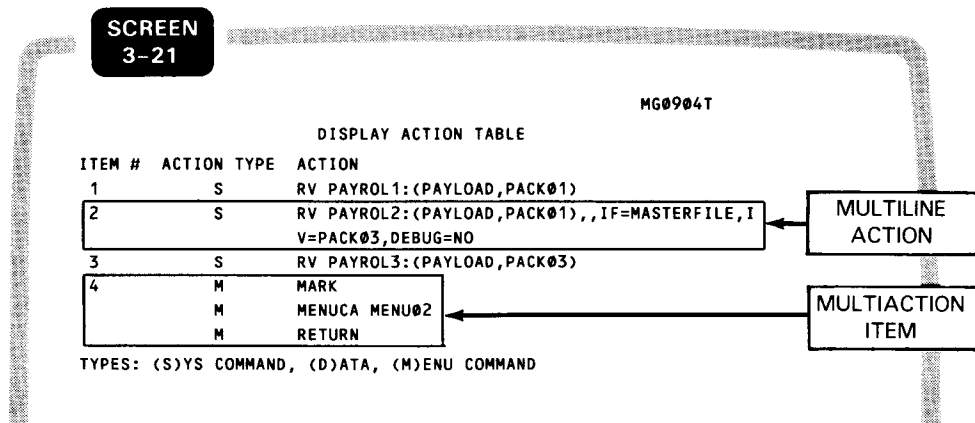 SCREEN
3-21
MG0904T
DISPLAY ACTION TABLE
ITEM # ACTION TYPE ACTION
1 S RV PAYROL1:(PAYLOAD,PACK01)
2 S RV PAYROL2:(PAYLOAD,PACK01),,IF=MASTERFILE,I
V=PACK03,DEBUG=NO
3 S RV PAYROL3:(PAYLOAD,PACK03)
4 M MARK
M MENUCA MENU02
M RETURN
TYPES: (S)YS COMMAND, (D)ATA, (M)ENU COMMAND
MULTILINE
ACTION
MULTIACTION
ITEM